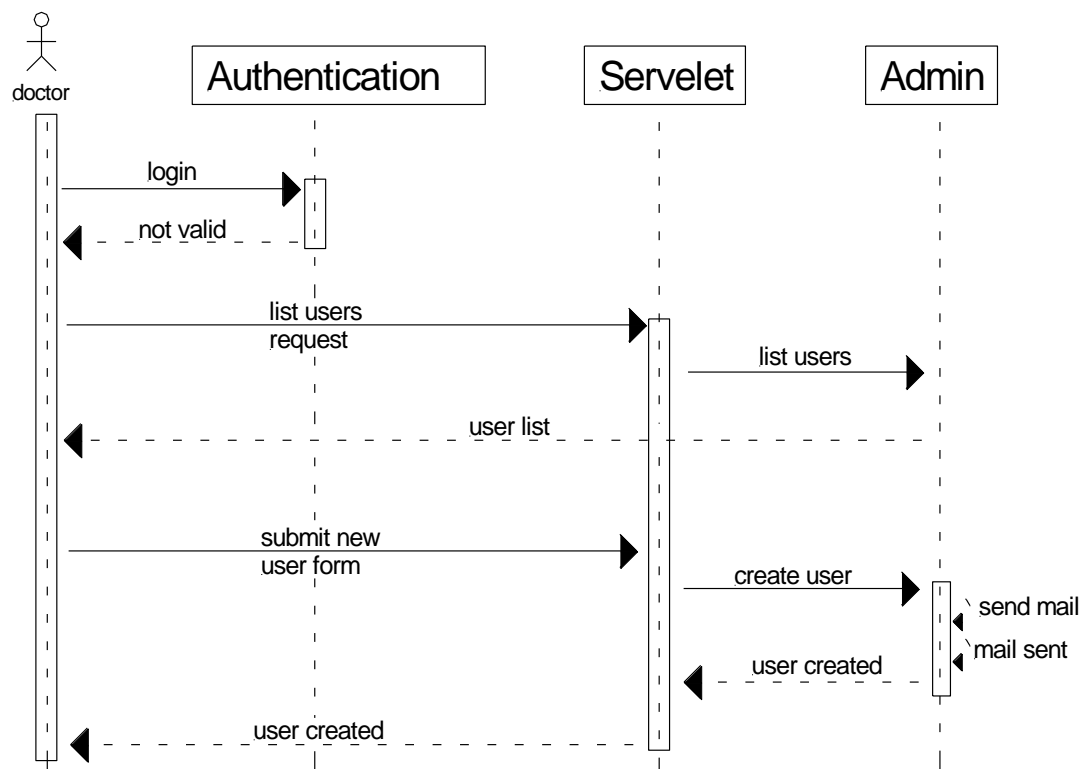 doctor
Authentication
Servelet
Admin
login
not valid
list users
request
list users
user list
submit new
user form
create user
send mail
mail sent
user created
user created